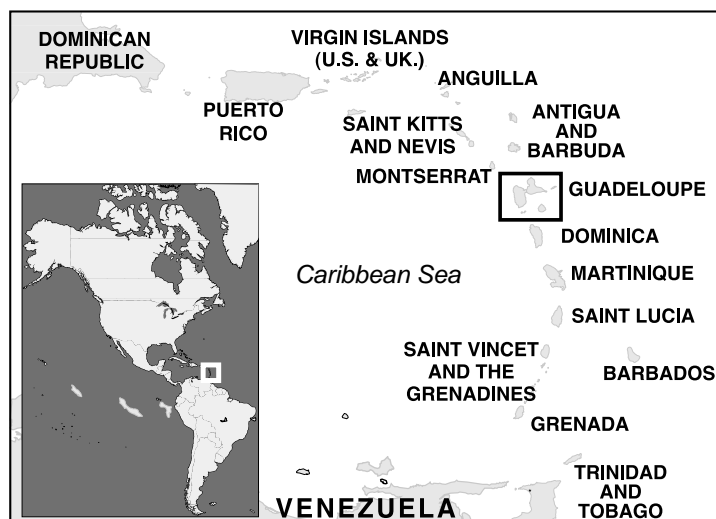 DOMINICAN
REPUBLIC
VIRGIN ISLANDS
(U.S. & UK.)
ANGUILLA
PUERTO
RICO
SAINT KITTS
AND NEVIS
ANTIGUA
AND
BARBUDA
MONTSERRAT
GUADELOUPE
DOMINICA
Caribbean Sea
MARTINIQUE
SAINT LUCIA
SAINT VINCET
AND THE
GRENADINES
BARBADOS
GRENADA
TRINIDAD
AND
TOBAGO
VENEZUELA